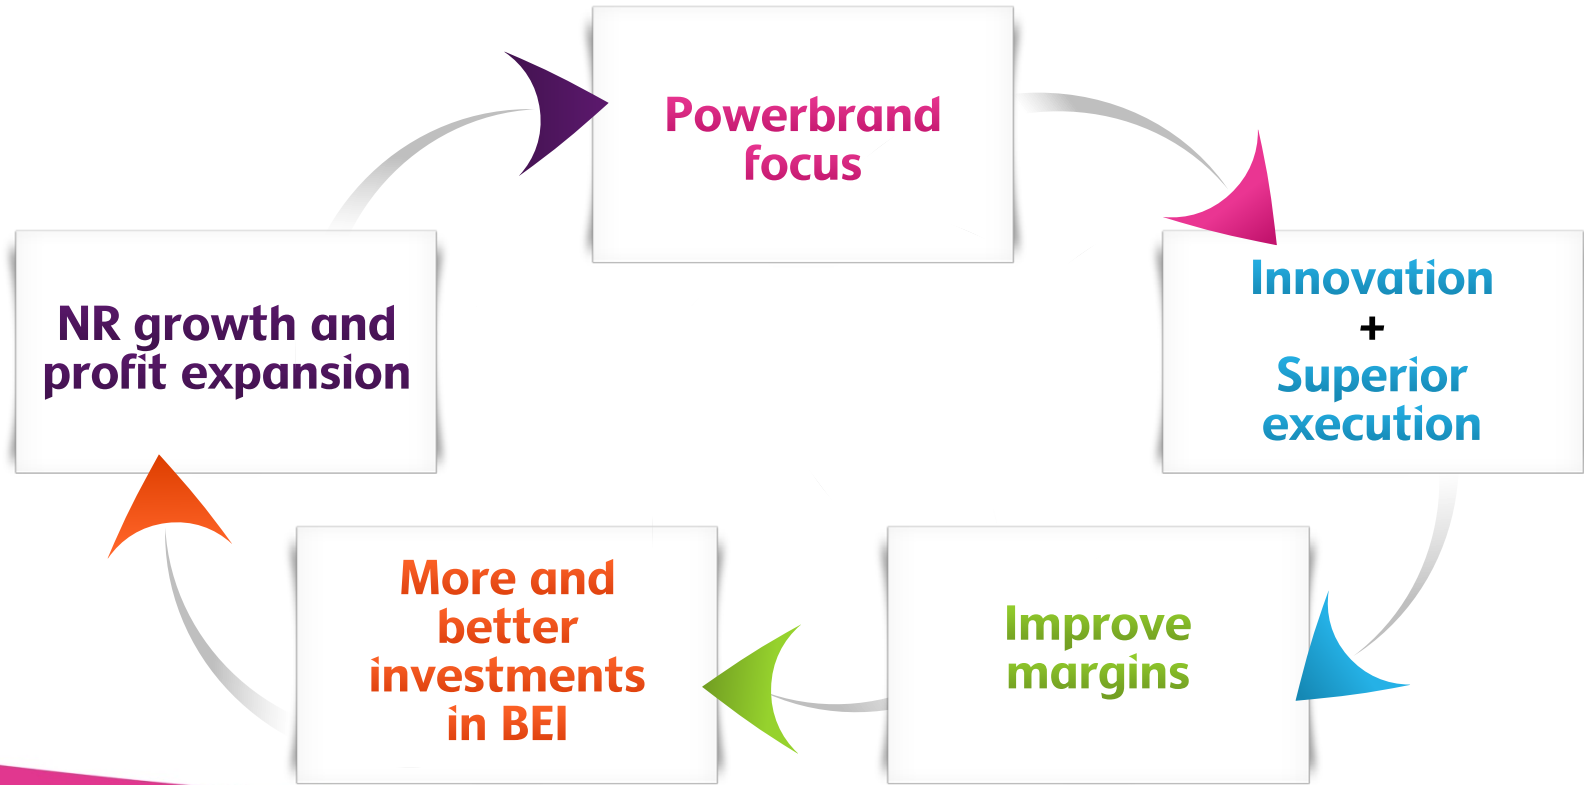 Powerbrand
focus
Innovation
+
Superior
execution
Improve
margins
More and
better
investments
in BEI
NR growth and
profit expansion